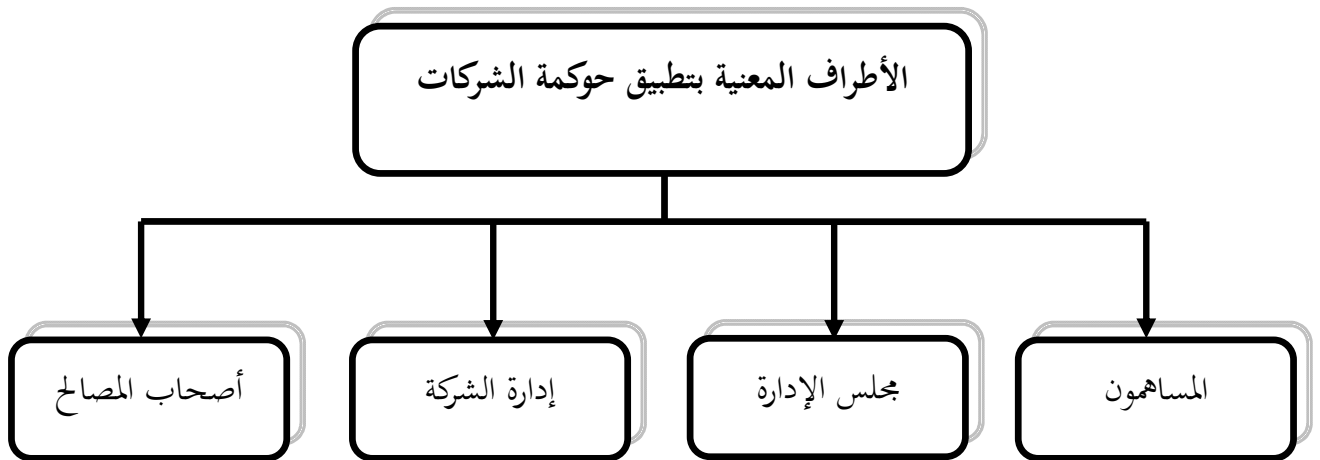 الأطراف المعنية بتطبيق حوكمة الشركات
المساهمون
مجلس الإدارة
إدارة الشركة
أصحاب المصالح